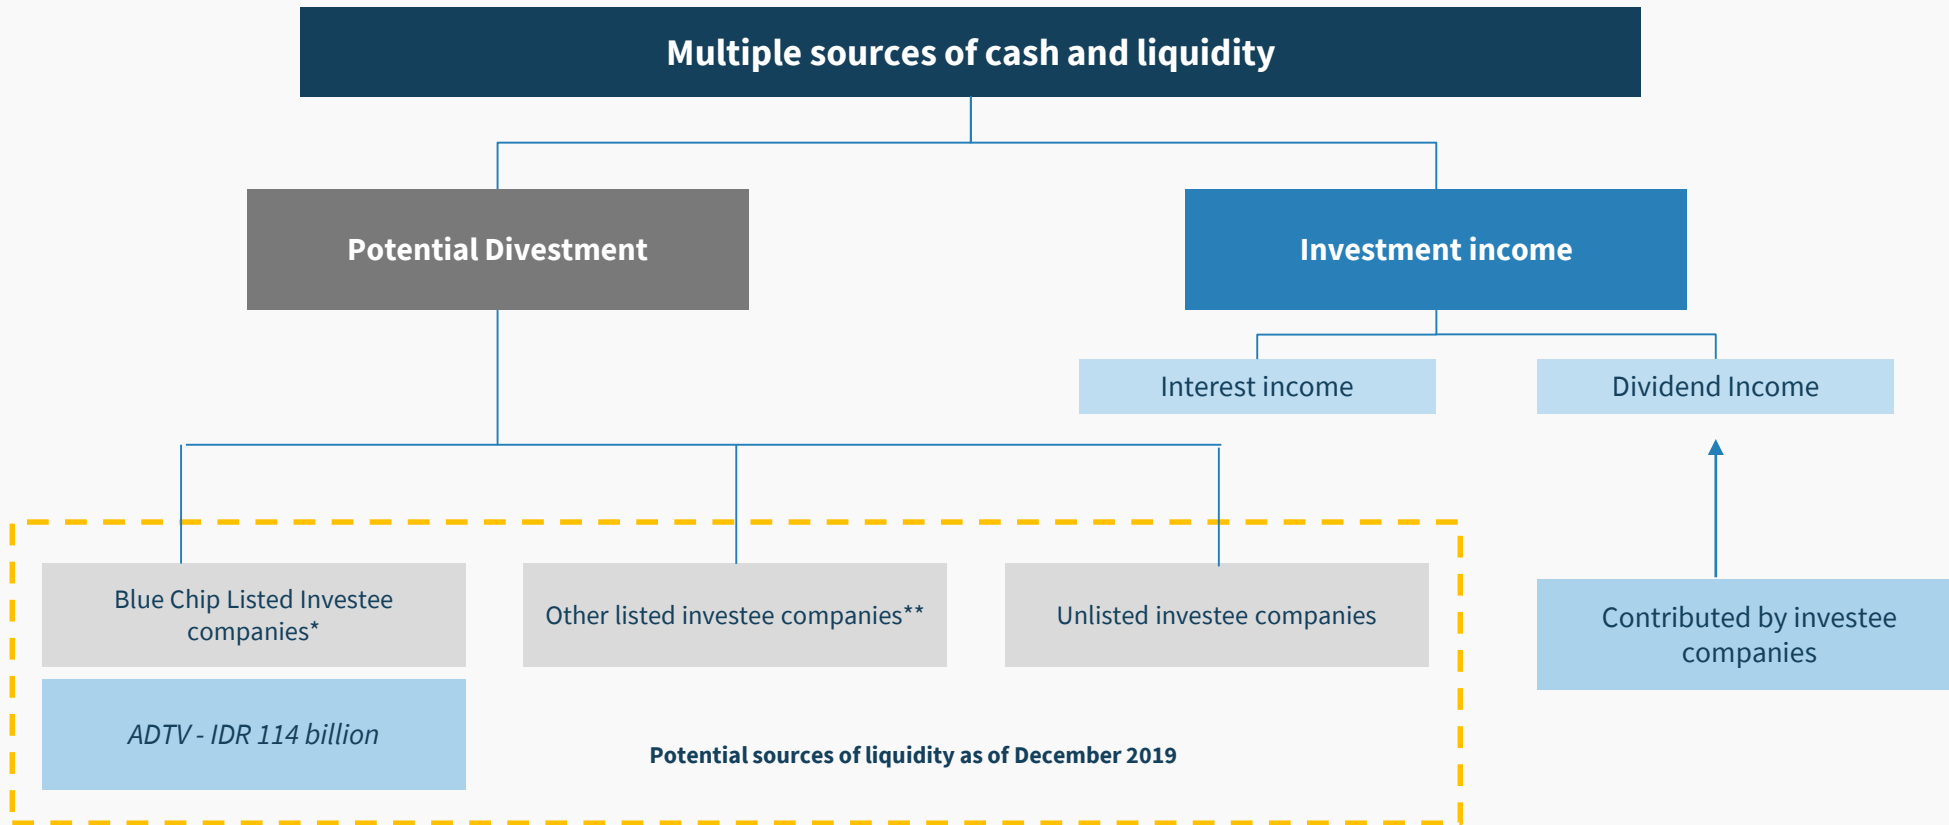 Multiple sources of cash and liquidity
Potential Divestment
Investment income
Interest income
Dividend Income
Blue Chip Listed Investee
companies*
Other listed investee companies**
Unlisted investee companies
Contributed by investee
companies
ADTV - IDR 114 billion
Potential sources of liquidity as of December 2019